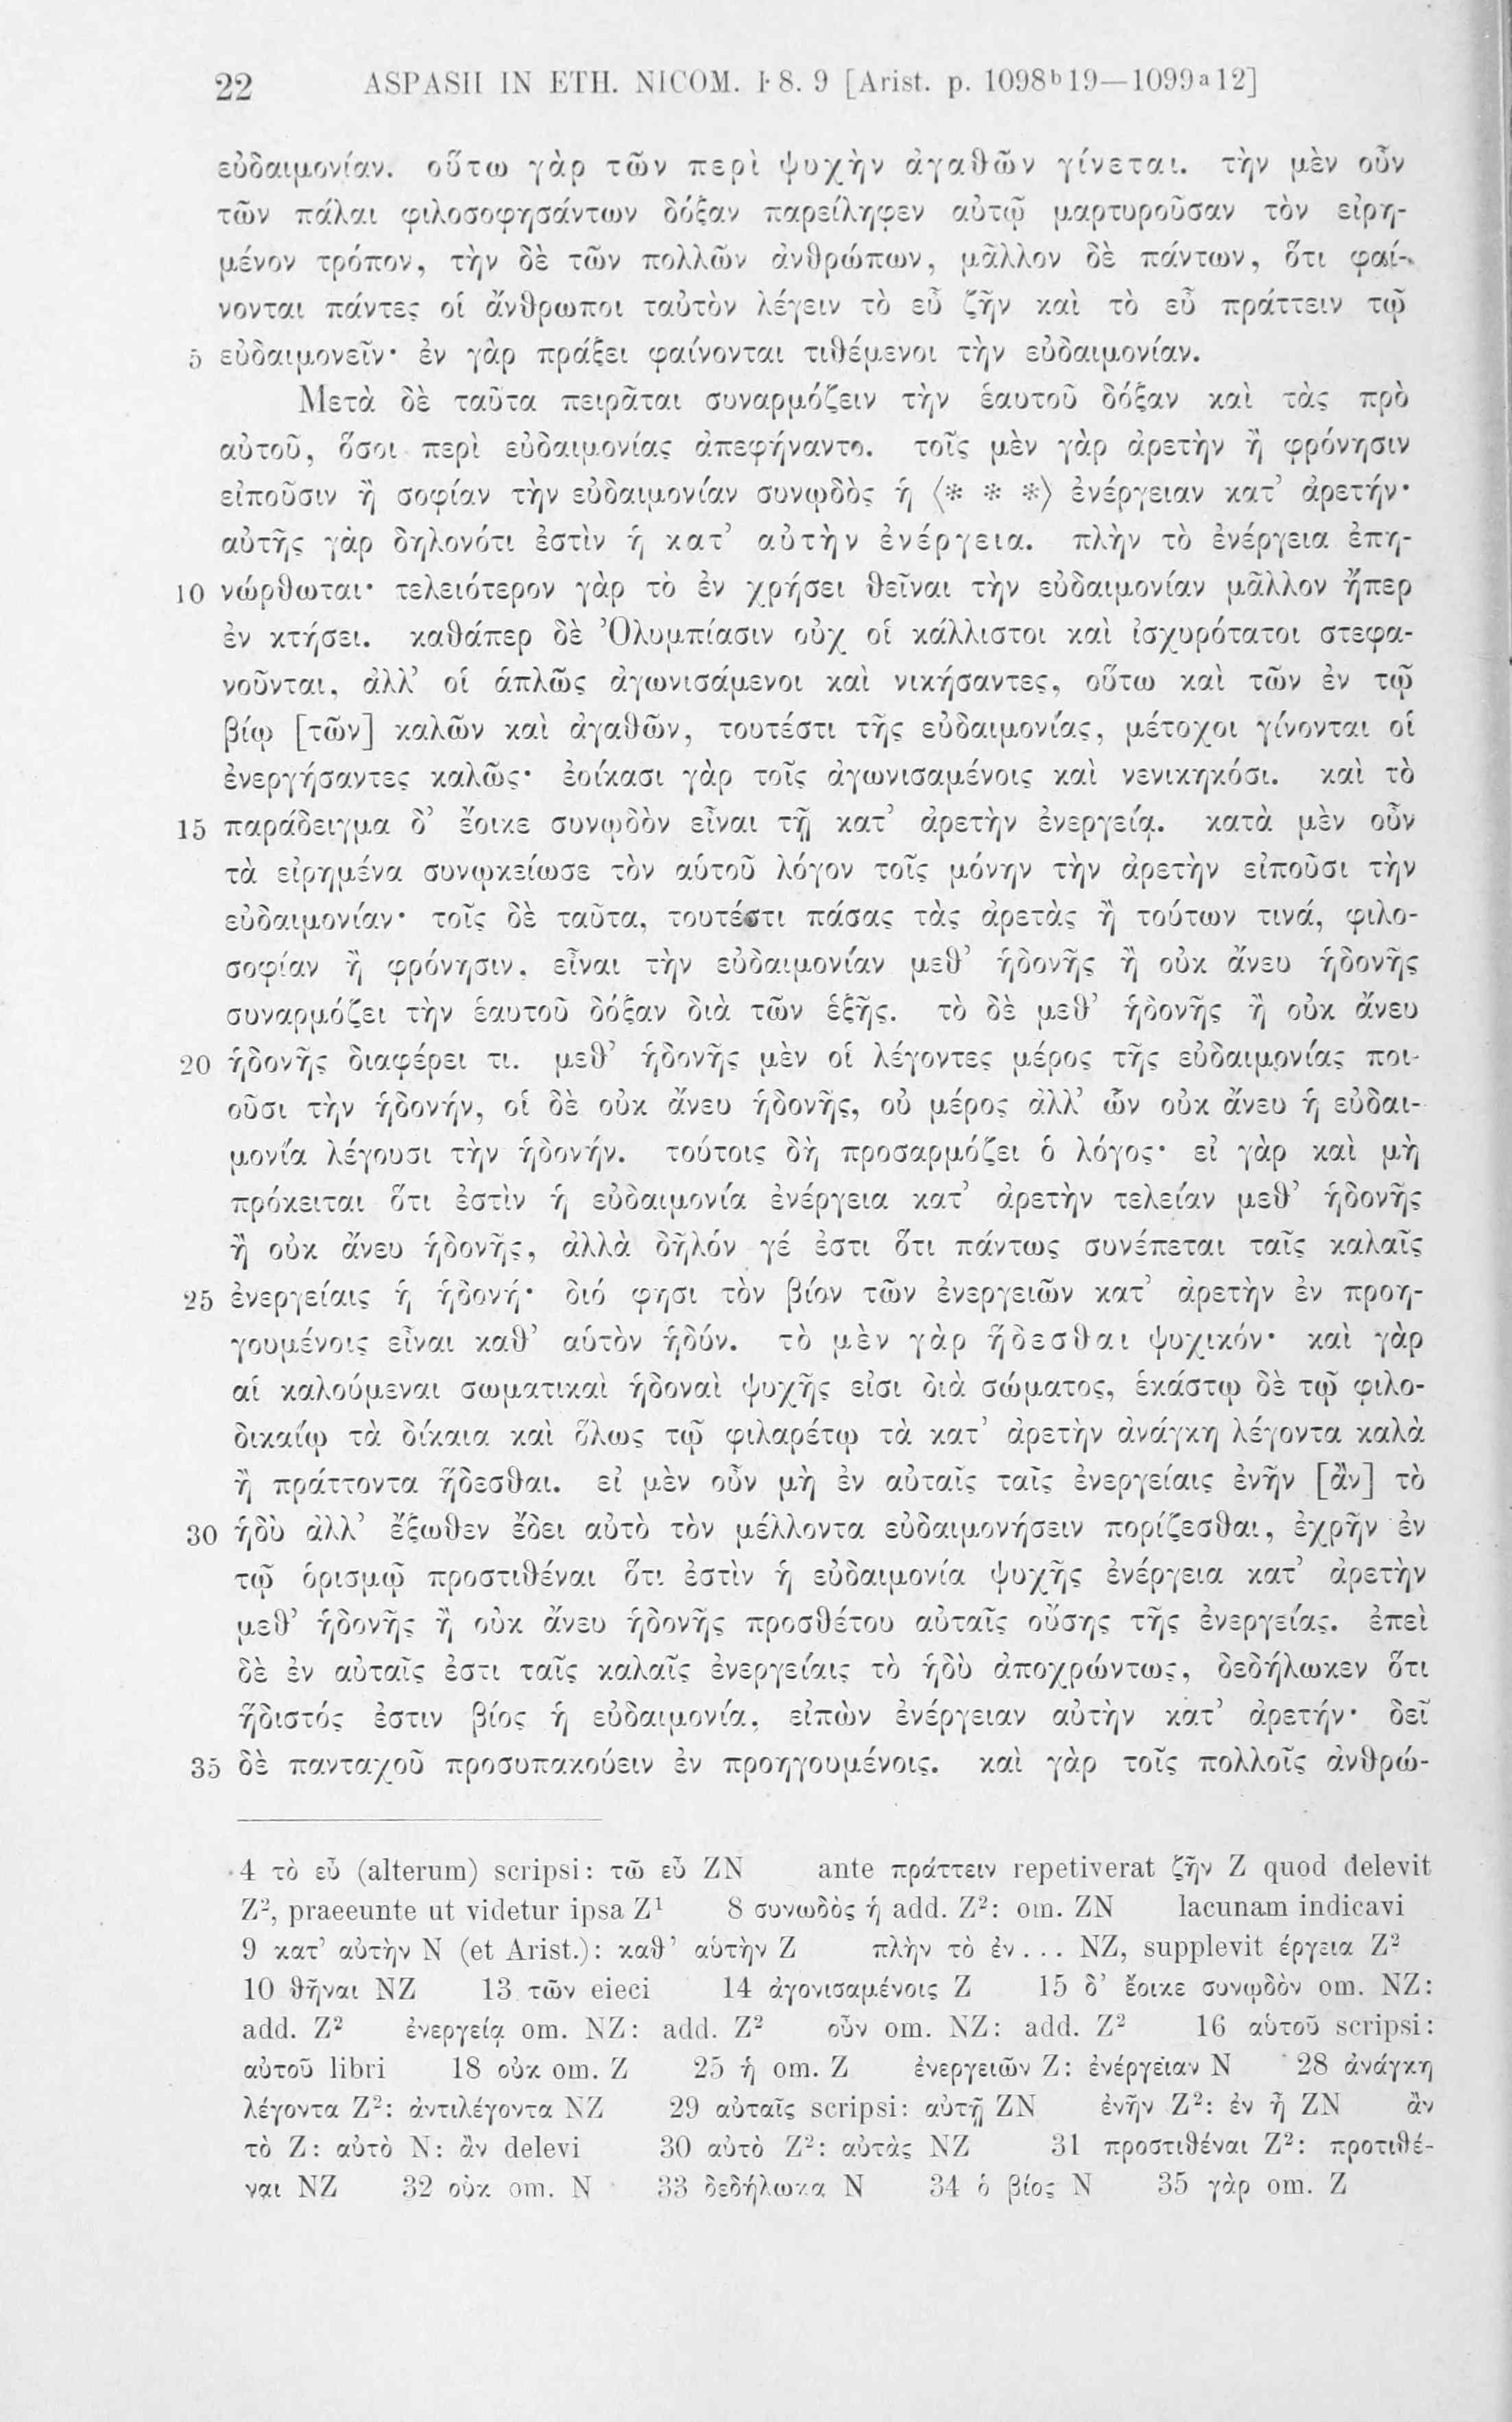 22 ASPASII IN ETH. NICOM. I 8. 9 [Arist. p. 1098ᵇ19—1099ᵃ12]
εὐδαιμονίαν. οὕτω γὰρ τῶν περὶ ψυχὴν ἀγαθῶν γίνεται. τὴν μὲν οὖν
τῶν πάλαι φιλοσοφησάντων δόξαν παρείληφεν αὐτῷ μαρτυροῦσαν τὸν εἰρη-
μένον τρόπον, τὴν δὲ τῶν πολλῶν ἀνθρώπων, μᾶλλον δὲ πάντων, ὅτι φαί-
νονται πάντες οἱ ἄνθρωποι ταὐτὸν λέγειν τὸ εὖ ζῆν καὶ τὸ εὖ πράττειν τῷ
5 εὐδαιμονεῖν· ἐν γὰρ πράξει φαίνονται τιθέμενοι τὴν εὐδαιμονίαν.
Μετὰ δὲ ταῦτα πειρᾶται συναρμόζειν τὴν ἑαυτοῦ δόξαν καὶ τὰς πρὸ
αὐτοῦ, ὅσοι περὶ εὐδαιμονίας ἀπεφήναντο. τοῖς μὲν γὰρ ἀρετὴν ἢ φρόνησιν
εἰποῦσιν ἢ σοφίαν τὴν εὐδαιμονίαν συνῳδὸς ἡ ⟨* * *⟩ ἐνέργειαν κατ’ ἀρετήν·
αὐτῆς γὰρ δηλονότι ἐστὶν ἡ κατ’ αὐτὴν ἐνέργεια. πλὴν τὸ ἐνέργεια ἐπη-
10 νώρθωται· τελειότερον γὰρ τὸ ἐν χρήσει θεῖναι τὴν εὐδαιμονίαν μᾶλλον ἤπερ
ἐν κτήσει. καθάπερ δὲ Ὀλυμπίασιν οὐχ οἱ κάλλιστοι καὶ ἰσχυρότατοι στεφα-
νοῦνται, ἀλλ’ οἱ ἁπλῶς ἀγωνισάμενοι καὶ νικήσαντες, οὕτω καὶ τῶν ἐν τῷ
βίῳ [τῶν] καλῶν καὶ ἀγαθῶν, τουτέστι τῆς εὐδαιμονίας, μέτοχοι γίνονται οἱ
ἐνεργήσαντες καλῶς· ἐοίκασι γὰρ τοῖς ἀγωνισαμένοις καὶ νενικηκόσι. καὶ τὸ
15 παράδειγμα δ’ ἔοικε συνῳδὸν εἶναι τῇ κατ’ ἀρετὴν ἐνεργείᾳ. κατὰ μὲν οὖν
τὰ εἰρημένα συνῳκείωσε τὸν αὑτοῦ λόγον τοῖς μόνην τὴν ἀρετὴν εἰποῦσι τὴν
εὐδαιμονίαν· τοῖς δὲ ταῦτα, τουτέστι πάσας τὰς ἀρετὰς ἢ τούτων τινά, φιλο-
σοφίαν ἢ φρόνησιν, εἶναι τὴν εὐδαιμονίαν μεθ’ ἡδονῆς ἢ οὐκ ἄνευ ἡδονῆς
συναρμόζει τὴν ἑαυτοῦ δόξαν διὰ τῶν ἑξῆς. τὸ δὲ μεθ’ ἡδονῆς ἢ οὐκ ἄνευ
20 ἡδονῆς διαφέρει τι. μεθ’ ἡδονῆς μὲν οἱ λέγοντες μέρος τῆς εὐδαιμονίας ποι-
οῦσι τὴν ἡδονήν, οἱ δὲ οὐκ ἄνευ ἡδονῆς, οὐ μέρος ἀλλ’ ὧν οὐκ ἄνευ ἡ εὐδαι-
μονία λέγουσι τὴν ἡδονήν. τούτοις δὴ προσαρμόζει ὁ λόγος· εἰ γὰρ καὶ μὴ
πρόκειται ὅτι ἐστὶν ἡ εὐδαιμονία ἐνέργεια κατ’ ἀρετὴν τελείαν μεθ’ ἡδονῆς
ἢ οὐκ ἄνευ ἡδονῆς, ἀλλὰ δῆλόν γέ ἐστι ὅτι πάντως συνέπεται ταῖς καλαῖς
25 ἐνεργείαις ἡ ἡδονή· διό φησι τὸν βίον τῶν ἐνεργειῶν κατ’ ἀρετὴν ἐν προη-
γουμένοις εἶναι καθ’ αὑτὸν ἡδύν. τὸ μὲν γὰρ ἥδεσθαι ψυχικόν· καὶ γὰρ
αἱ καλούμεναι σωματικαὶ ἡδοναὶ ψυχῆς εἰσι διὰ σώματος, ἑκάστῳ δὲ τῷ φιλο-
δικαίῳ τὰ δίκαια καὶ ὅλως τῷ φιλαρέτῳ τὰ κατ’ ἀρετὴν ἀνάγκη λέγοντα καλὰ
ἢ πράττοντα ἥδεσθαι. εἰ μὲν οὖν μὴ ἐν αὐταῖς ταῖς ἐνεργείαις ἐνῆν [ἂν] τὸ
30 ἡδὺ ἀλλ’ ἔξωθεν ἔδει αὐτὸ τὸν μέλλοντα εὐδαιμονήσειν πορίζεσθαι, ἐχρῆν ἐν
τῷ ὁρισμῷ προστιθέναι ὅτι ἐστὶν ἡ εὐδαιμονία ψυχῆς ἐνέργεια κατ’ ἀρετὴν
μεθ’ ἡδονῆς ἢ οὐκ ἄνευ ἡδονῆς προσθέτου αὐταῖς οὔσης τῆς ἐνεργείας. ἐπεὶ
δὲ ἐν αὐταῖς ἐστι ταῖς καλαῖς ἐνεργείαις τὸ ἡδὺ ἀποχρώντως, δεδήλωκεν ὅτι
ἥδιστός ἐστιν βίος ἡ εὐδαιμονία, εἰπὼν ἐνέργειαν αὐτὴν κατ’ ἀρετήν· δεῖ
35 δὲ πανταχοῦ προσυπακούειν ἐν προηγουμένοις. καὶ γὰρ τοῖς πολλοῖς ἀνθρώ-
4 τὸ εὖ (alterum) scripsi: τῶ εὖ ZN ante πράττειν repetiverat ζῆν Z quod delevit
Z², praeeunte ut videtur ipsa Z¹ 8 συνωδὸς ἡ add. Z²: om. ZN lacunam indicavi
9 κατ’ αὐτὴν N (et Arist.): καθ’ αὑτὴν Z πλὴν τὸ ἐν... NZ, supplevit έργεια Z²
10 θῆναι NZ 13 τῶν eieci 14 ἀγονισαμένοις Z 15 δ’ ἔοικε συνῳδὸν om. NZ:
add. Z² ἐνεργείᾳ om. NZ: add. Z² οὖν om. NZ: add. Z² 16 αὑτοῦ scripsi:
αὐτοῦ libri 18 οὐκ om. Z 25 ἡ om. Z ἐνεργειῶν Z: ἐνέργειαν N 28 ἀνάγκη
λέγοντα Z²: ἀντιλέγοντα NZ 29 αὐταῖς scripsi: αὐτῇ ZN ἐνῆν Z²: ἐν ᾗ ZN ἂν
τὸ Z: αὐτὸ N: ἂν delevi 30 αὐτὸ Z²: αὐτὰς NZ 31 προστιθέναι Z²: προτιθέ-
ναι NZ 32 οὐκ om. N 33 δεδήλωκα N 34 ὁ βίος N 35 γὰρ om. Z